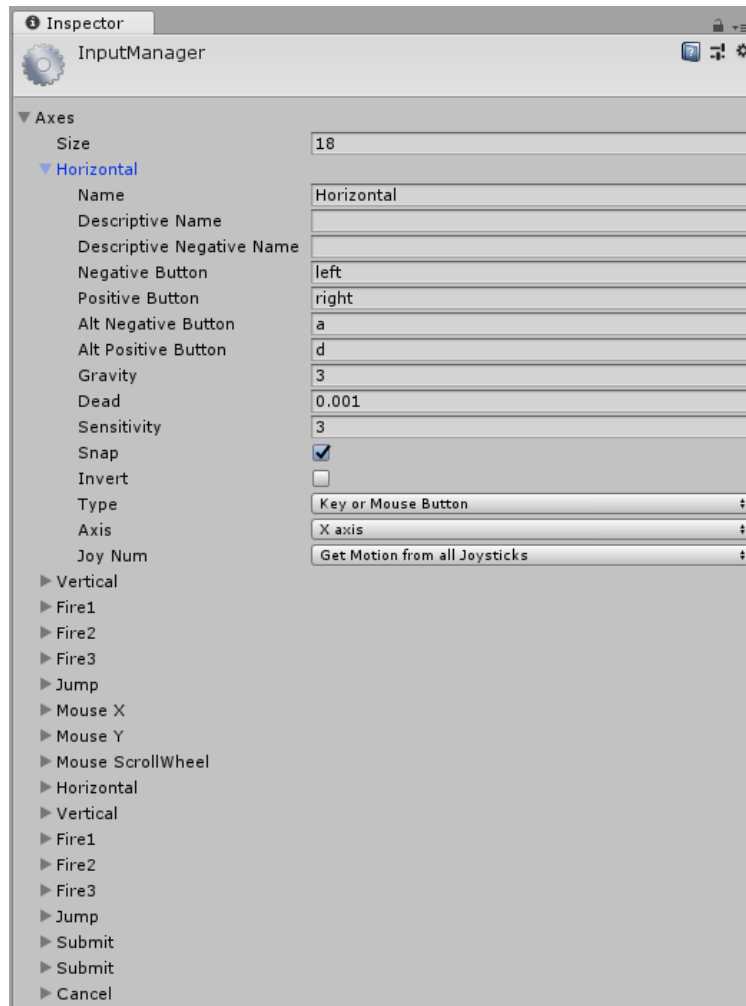 Inspector
InputManager
Axes
Size 18
Horizontal
Name Horizontal
Descriptive Name
Descriptive Negative Name
Negative Button left
Positive Button right
Alt Negative Button a
Alt Positive Button d
Gravity 3
Dead 0.001
Sensitivity 3
Snap
Invert
Type Key or Mouse Button
Axis X axis
Joy Num Get Motion from all Joysticks
Vertical
Fire1
Fire2
Fire3
Jump
Mouse X
Mouse Y
Mouse ScrollWheel
Horizontal
Vertical
Fire1
Fire2
Fire3
Jump
Submit
Submit
Cancel